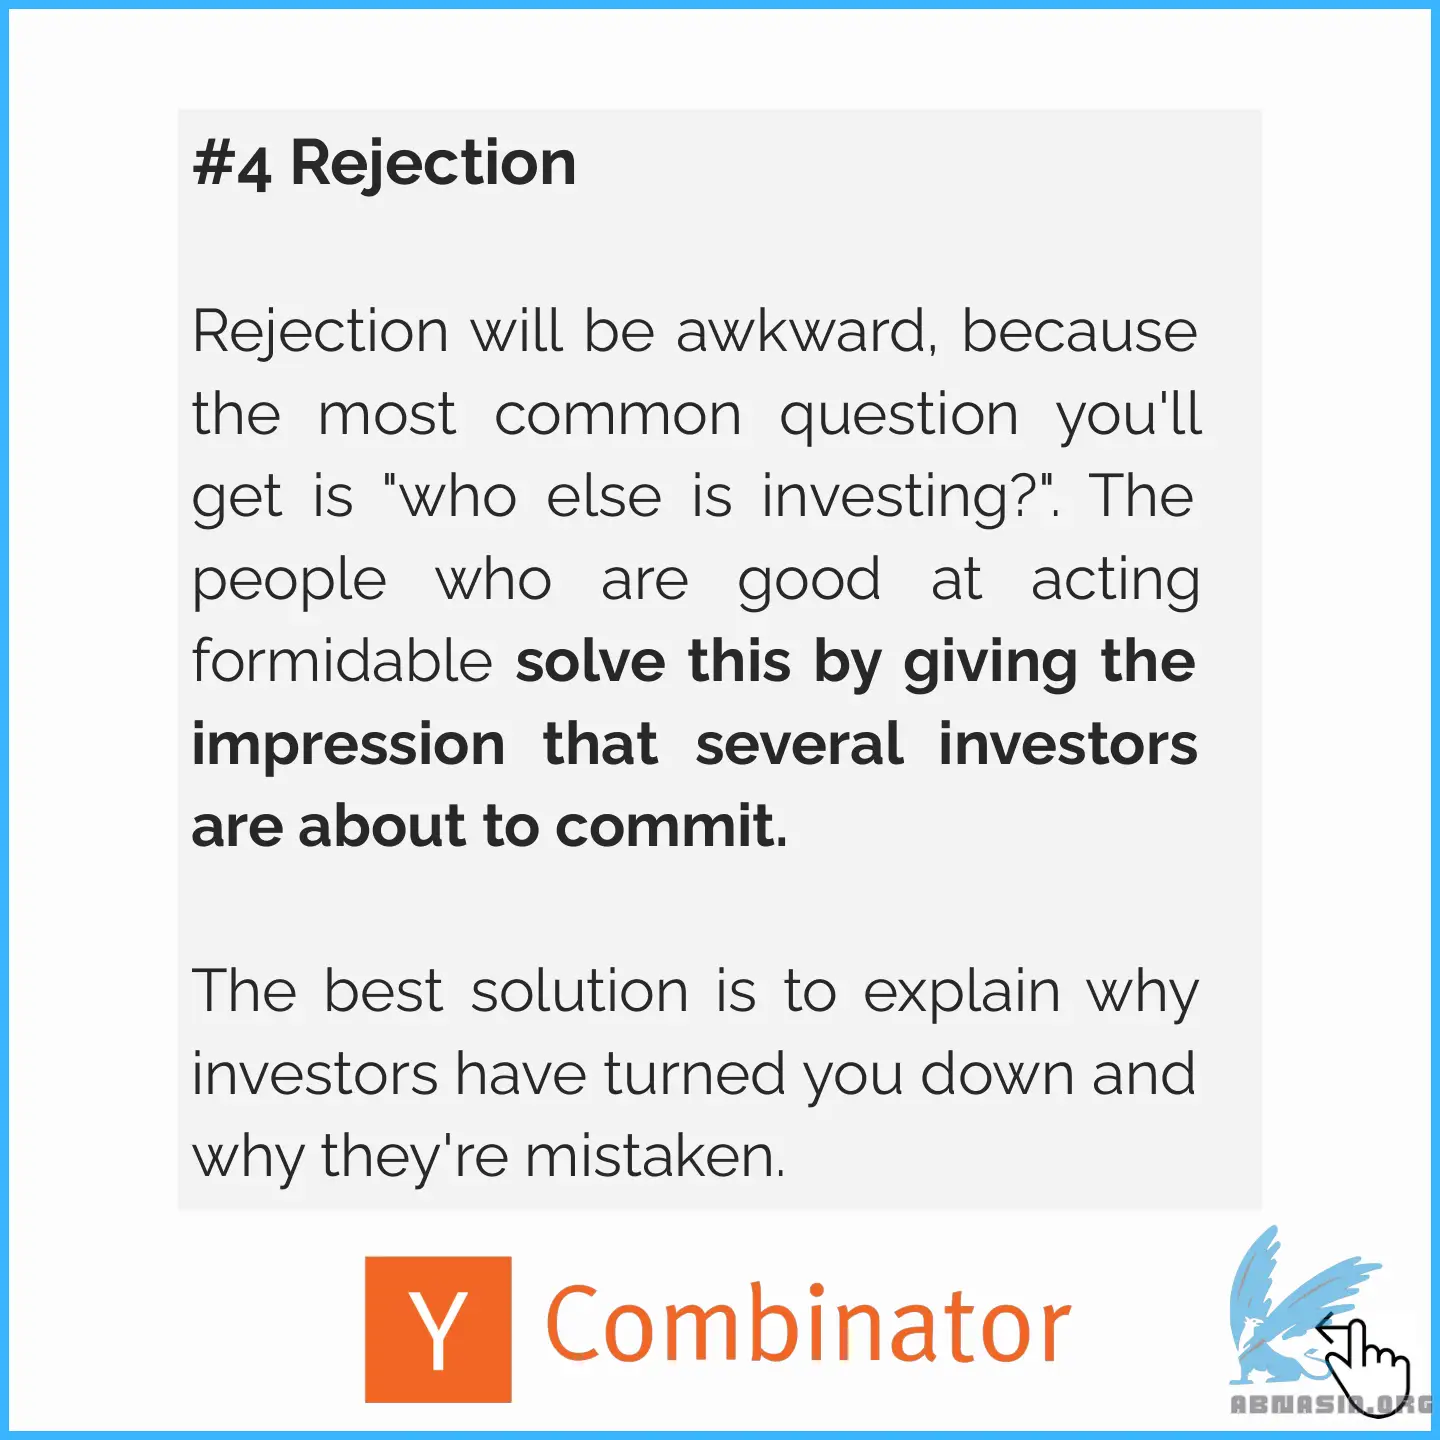 #4 Rejection
Rejection will be awkward, because
the most common question you'll
get is "who else is investing?". The
people who are good at acting
formidable solve this by giving the
impression that several investors
are about to commit.
The best solution is to explain why
investors have turned you down and
why they're mistaken.
Y Combinator
ABNASIA.ORG